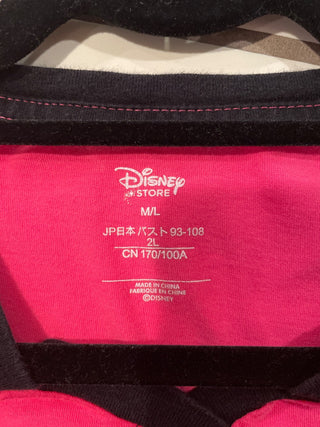 Disney
STORE
M/L
JP日本 バスト 93-108
2L
CN 170/100A
MADE IN CHINA
FABRIQUÉ EN CHINE
©DISNEY